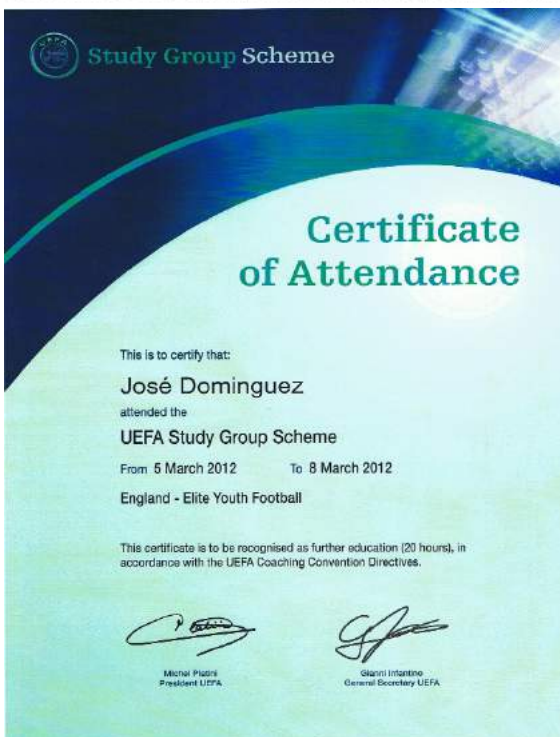 UEFA
Study Group Scheme
Certificate
of Attendance
This is to certify that:
José Dominguez
attended the
UEFA Study Group Scheme
From 5 March 2012 To 8 March 2012
England - Elite Youth Football
This certificate is to be recognised as further education (20 hours), in
accordance with the UEFA Coaching Convention Directives.
Michel Platini Gianni Infantino
President UEFA General Secretary UEFA